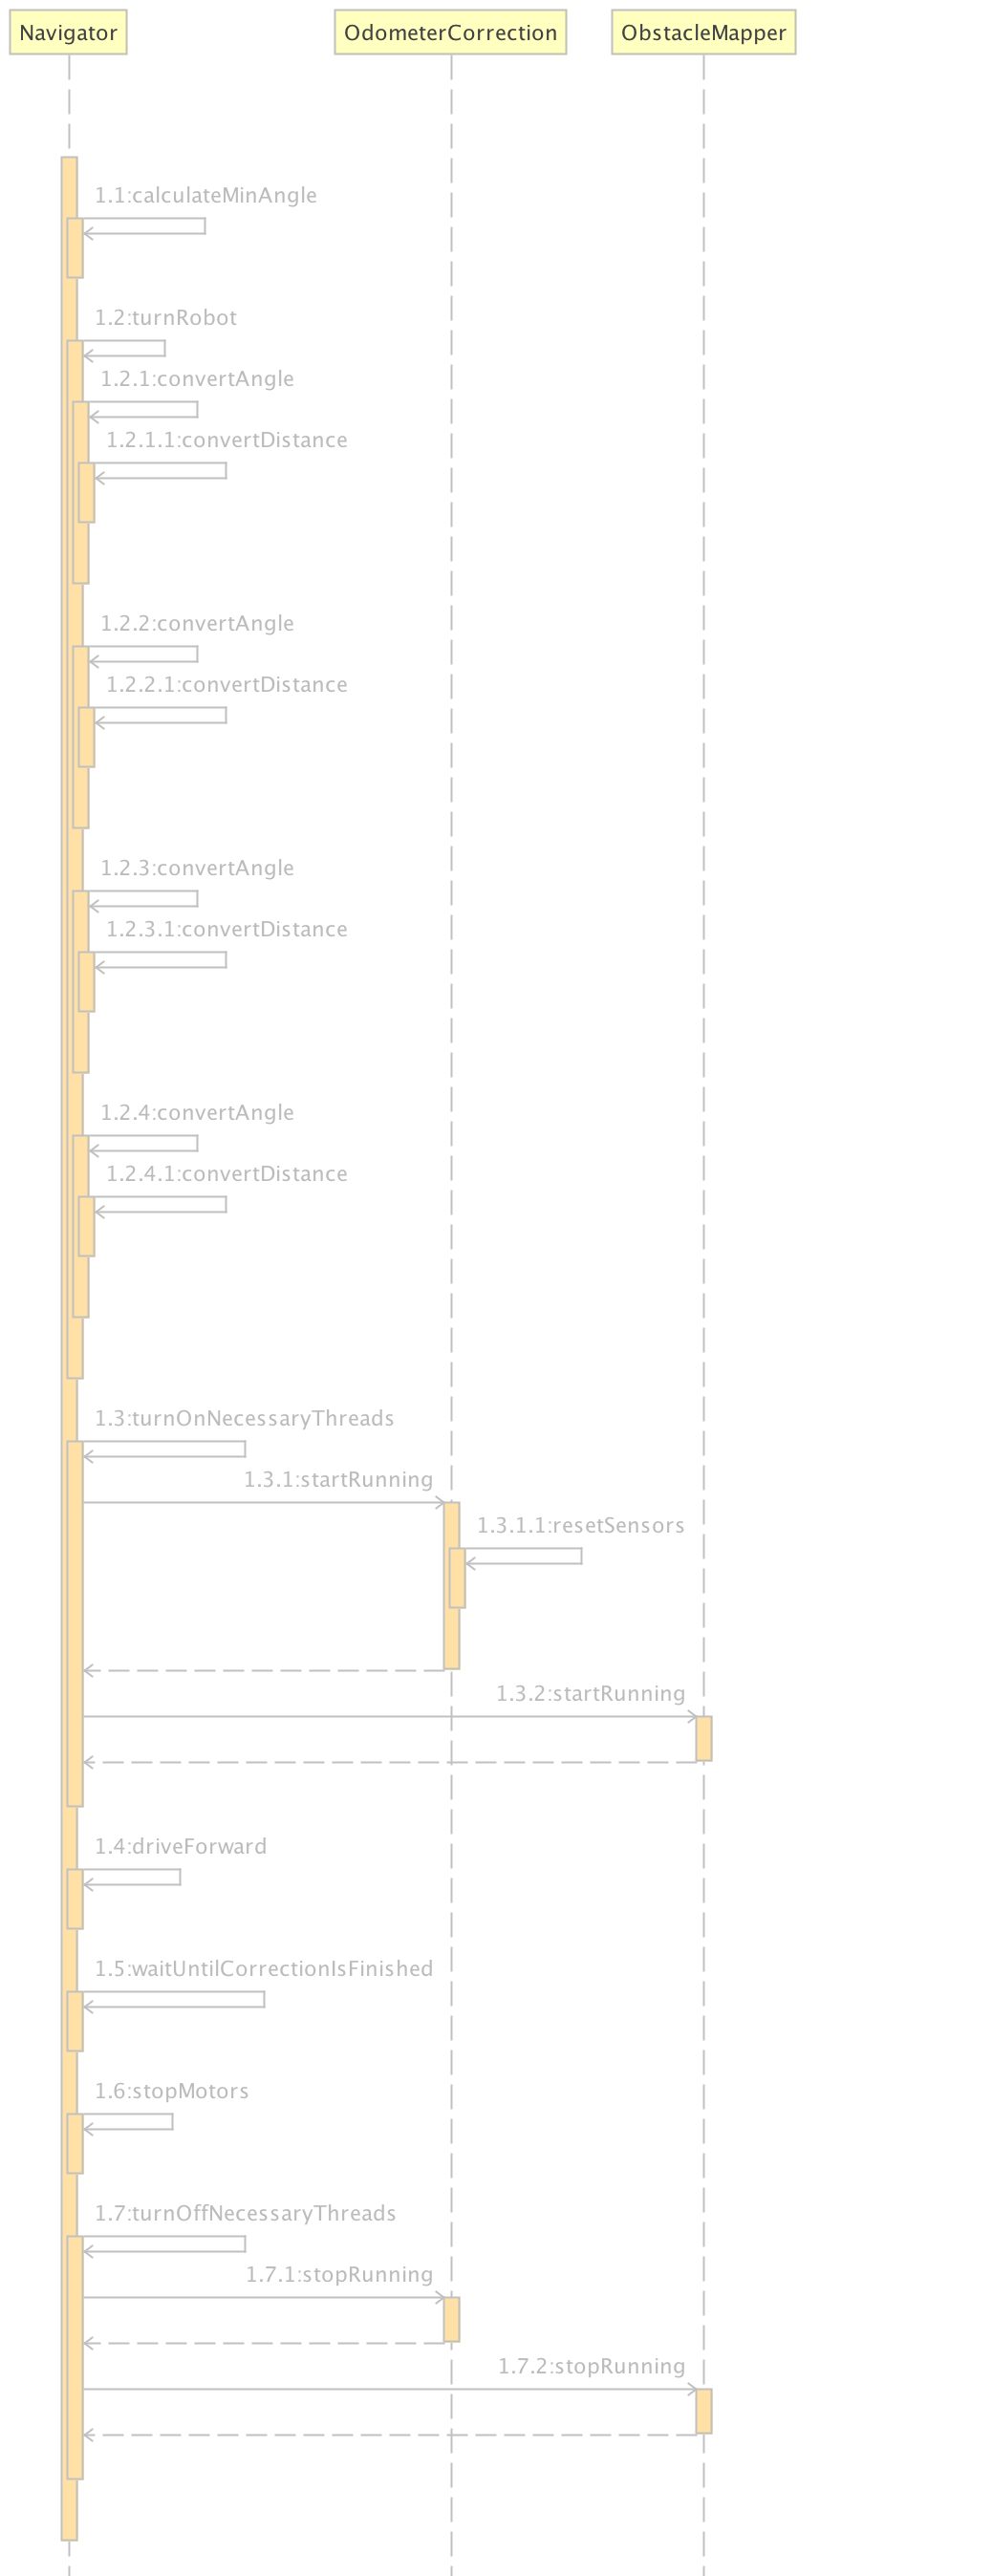 Navigator
OdometerCorrection
ObstacleMapper
1.1:calculateMinAngle
1.2:turnRobot
1.2.1:convertAngle
1.2.1.1:convertDistance
1.2.2:convertAngle
1.2.2.1:convertDistance
1.2.3:convertAngle
1.2.3.1:convertDistance
1.2.4:convertAngle
1.2.4.1:convertDistance
1.3:turnOnNecessaryThreads
1.3.1:startRunning
1.3.1.1:resetSensors
1.3.2:startRunning
1.4:driveForward
1.5:waitUntilCorrectionIsFinished
1.6:stopMotors
1.7:turnOffNecessaryThreads
1.7.1:stopRunning
1.7.2:stopRunning